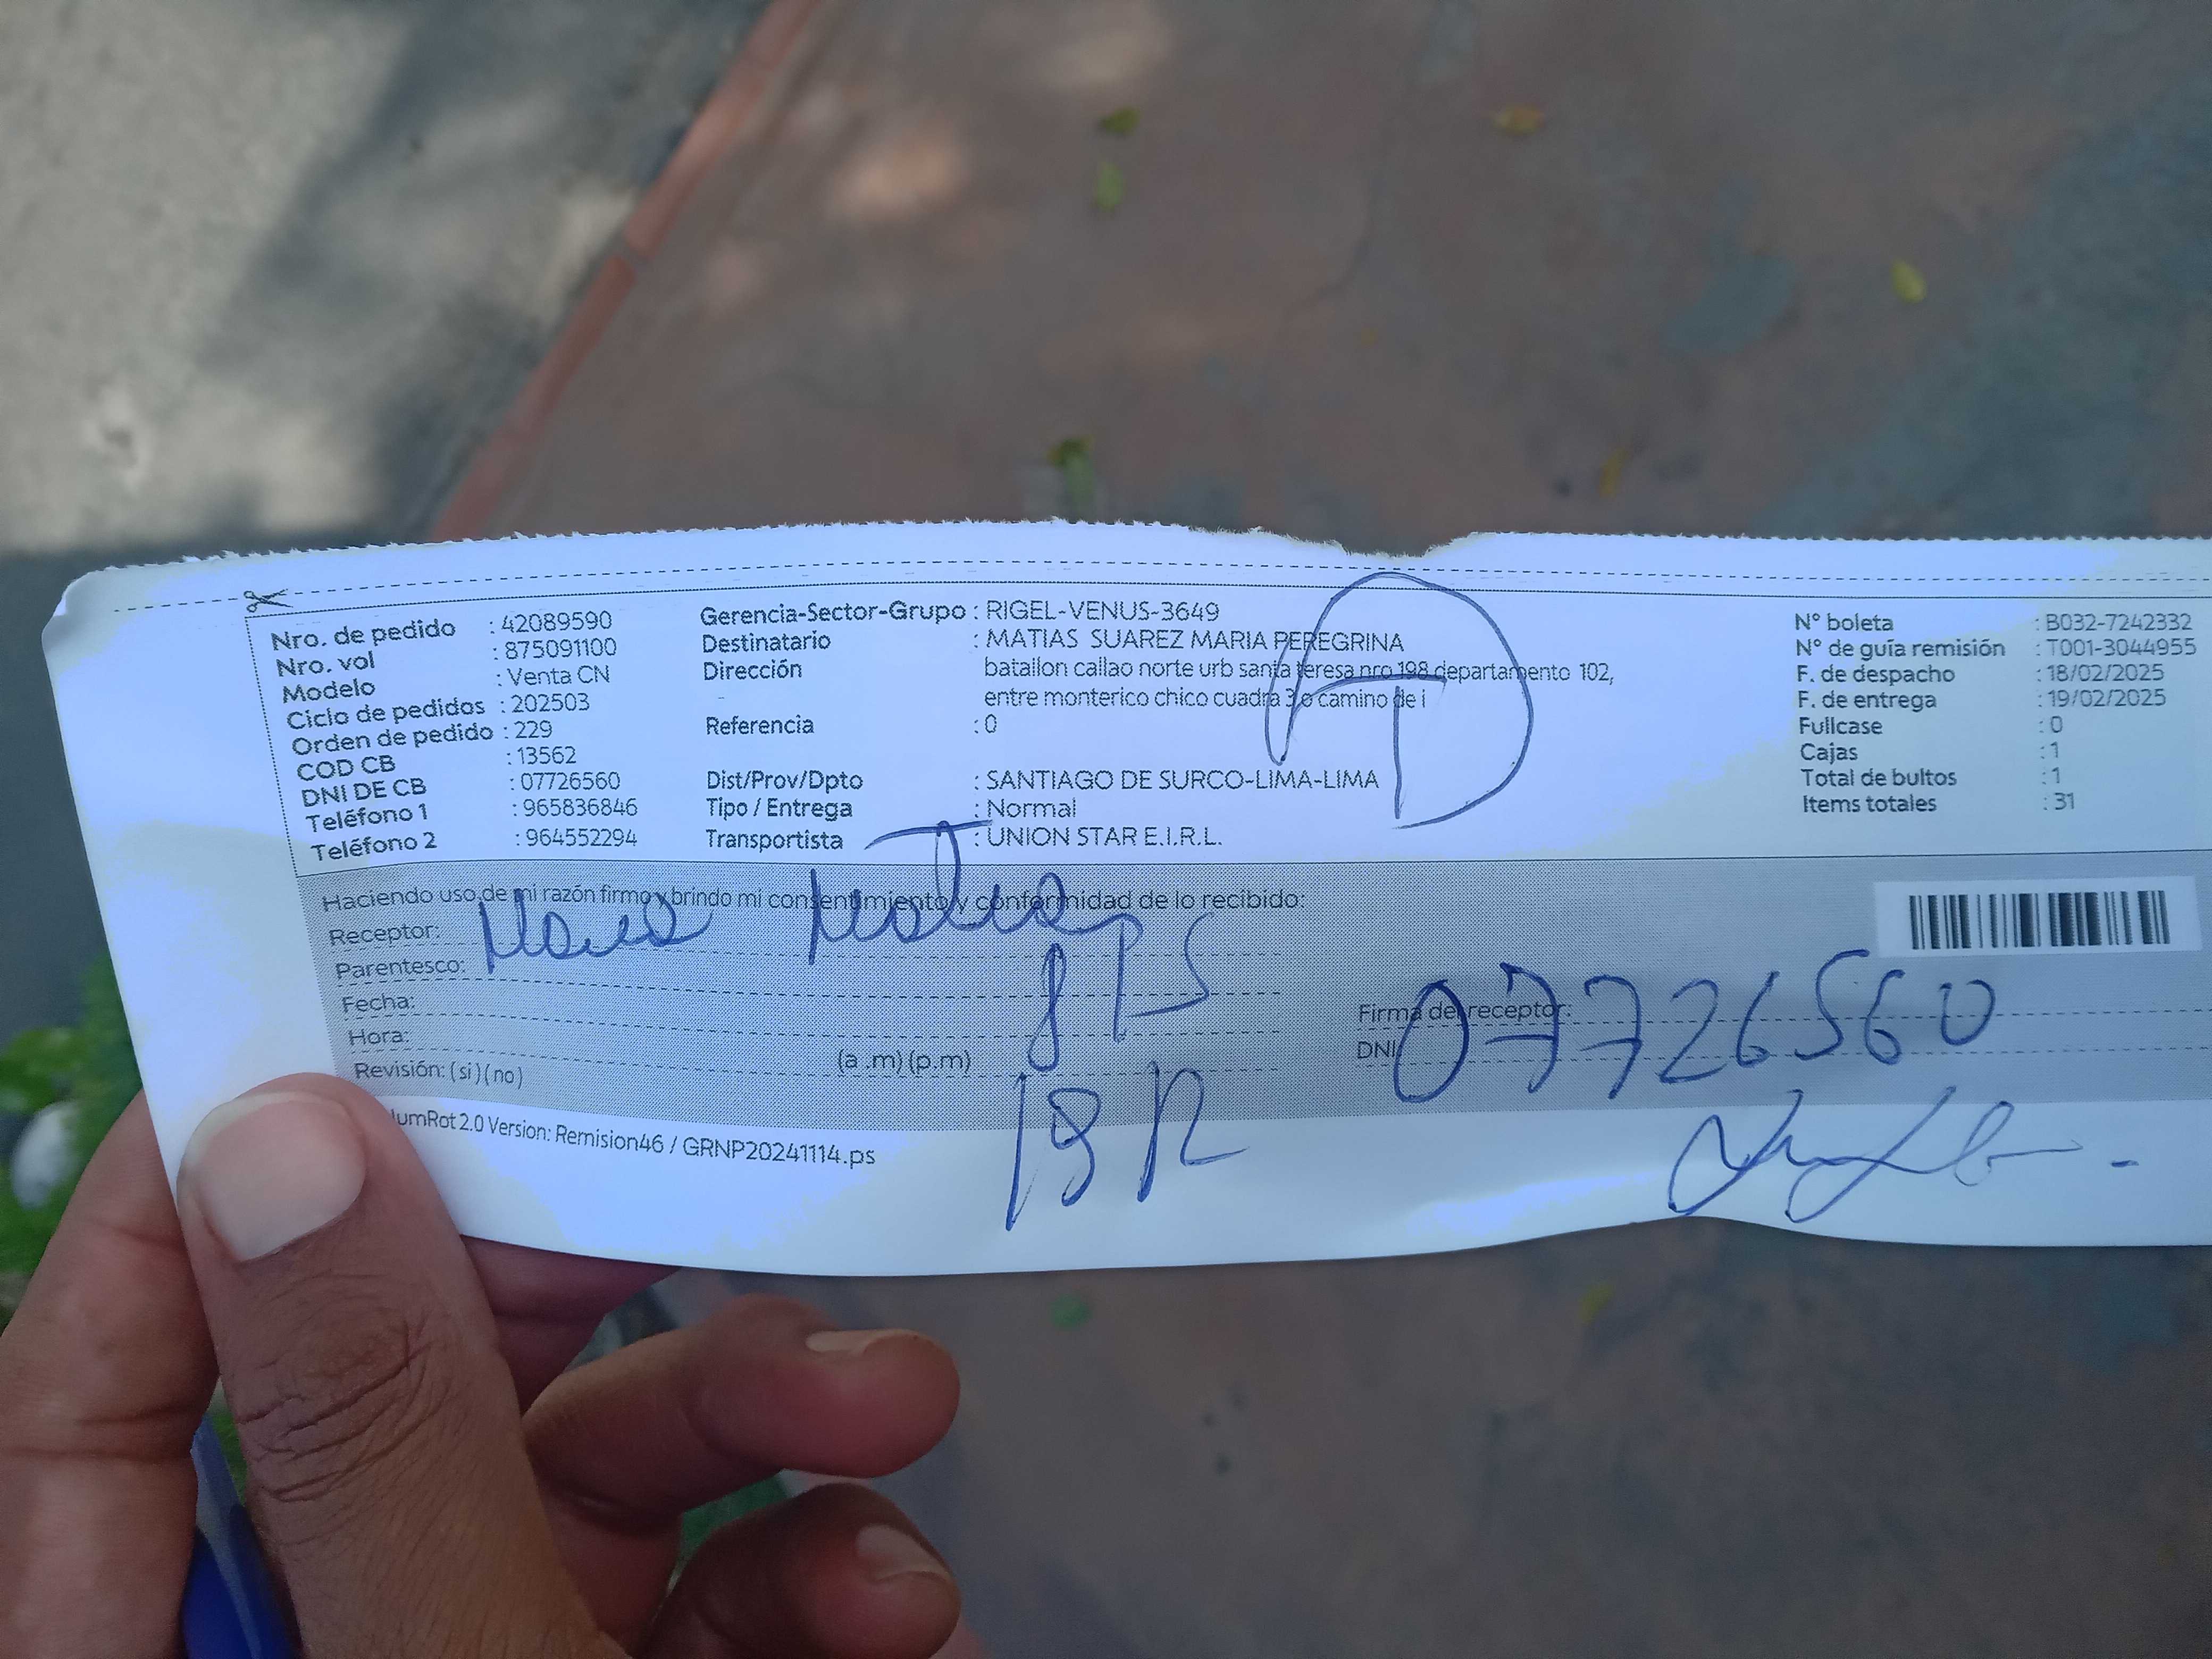 Nro. de pedido : 42089590
Nro. vol : 875091100
Modelo : Venta CN
Ciclo de pedidos : 202503
Orden de pedido : 229
COD CB : 13562
DNI DE CB : 07726560
Teléfono 1 : 965836846
Teléfono 2 : 964552294
Gerencia-Sector-Grupo : RIGEL-VENUS-3649
Destinatario : MATIAS SUAREZ MARIA PEREGRINA
Dirección batallon callao norte urb santa teresa nro 198 departamento 102,
- entre monterico chico cuadra 3 o camino de i
Referencia : 0
Dist/Prov/Dpto : SANTIAGO DE SURCO-LIMA-LIMA
Tipo / Entrega : Normal
Transportista : UNION STAR E.I.R.L.
N° boleta : B032-7242332
N° de guía remisión : T001-3044955
F. de despacho : 18/02/2025
F. de entrega : 19/02/2025
Fullcase : 0
Cajas : 1
Total de bultos : 1
Items totales : 31
Haciendo uso de mi razón firmo y brindo mi consentimiento y conformidad de lo recibido:
Receptor:
Parentesco:
Fecha:
Hora: (a .m) (p.m)
Revisión: (si) (no)
Firma del receptor:
DNI 07726560
umRot 2.0 Version: Remision46 / GRNP20241114.ps